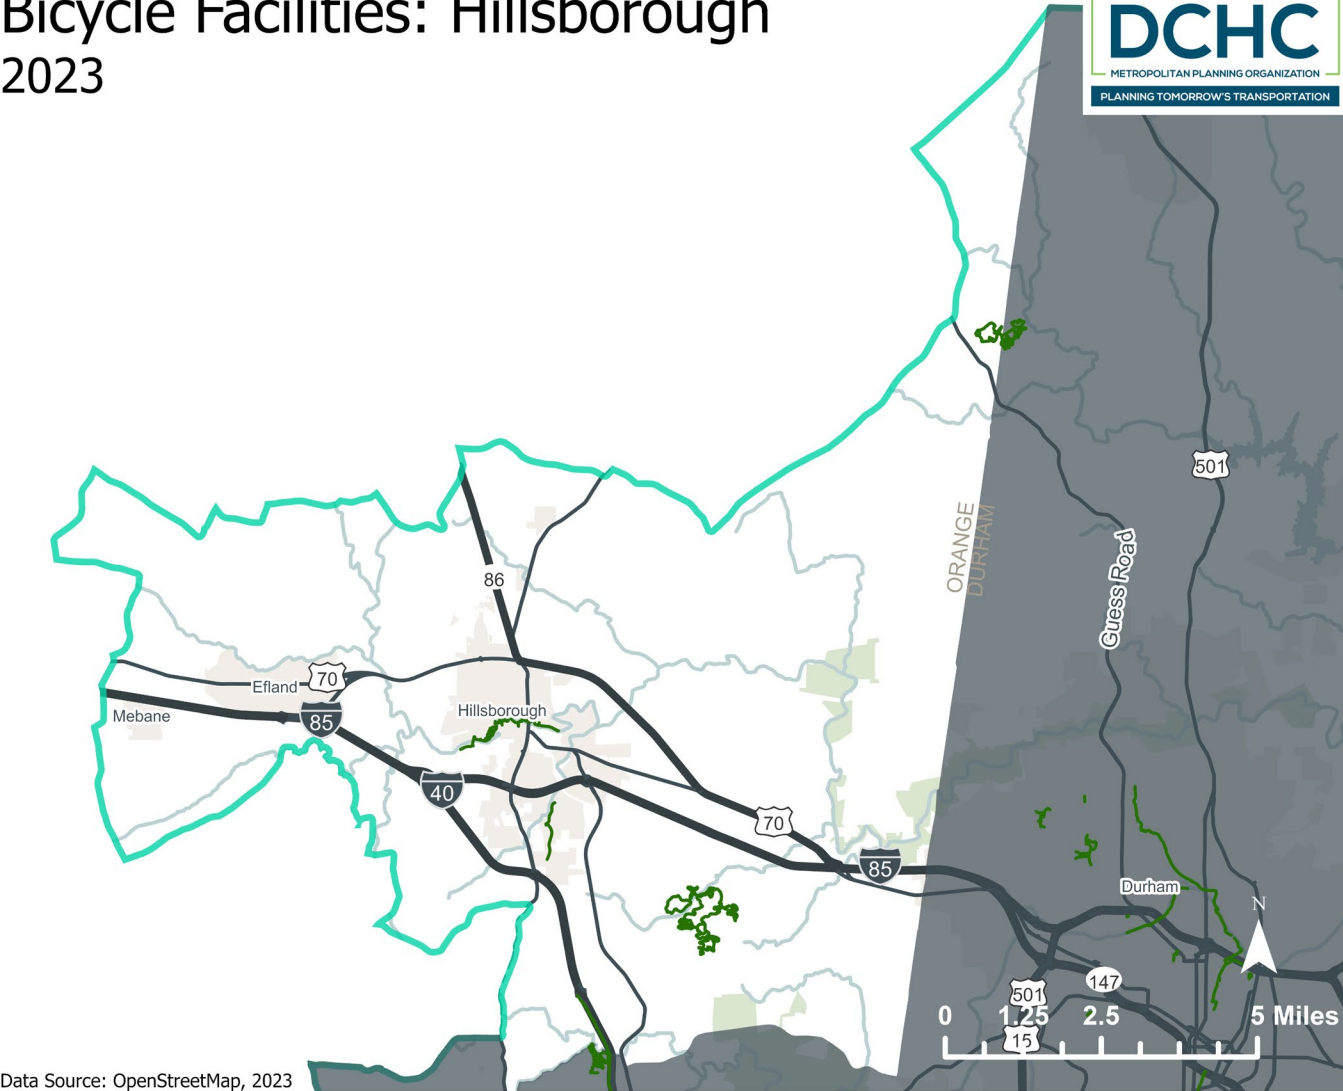 Bicycle Facilities: Hillsborough
2023
DCHC
METROPOLITAN PLANNING ORGANIZATION
PLANNING TOMORROW'S TRANSPORTATION
501
ORANGE
DURHAM
Guess Road
86
70
Efland
85
Mebane
Hillsborough
40
70
85
Durham
N
501
147
0 1.25 2.5 5 Miles
15
Data Source: OpenStreetMap, 2023